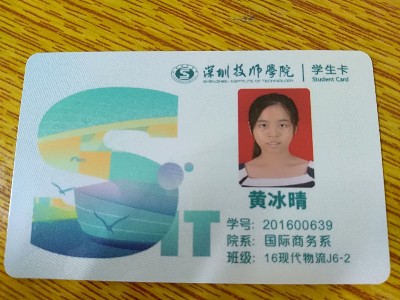 深圳技师学院 学生卡
SHENZHEN INSTITUTE OF TECHNOLOGY Student Card
S
IT
黄冰晴
学号: 201600639
院系: 国际商务系
班级: 16现代物流J6-2